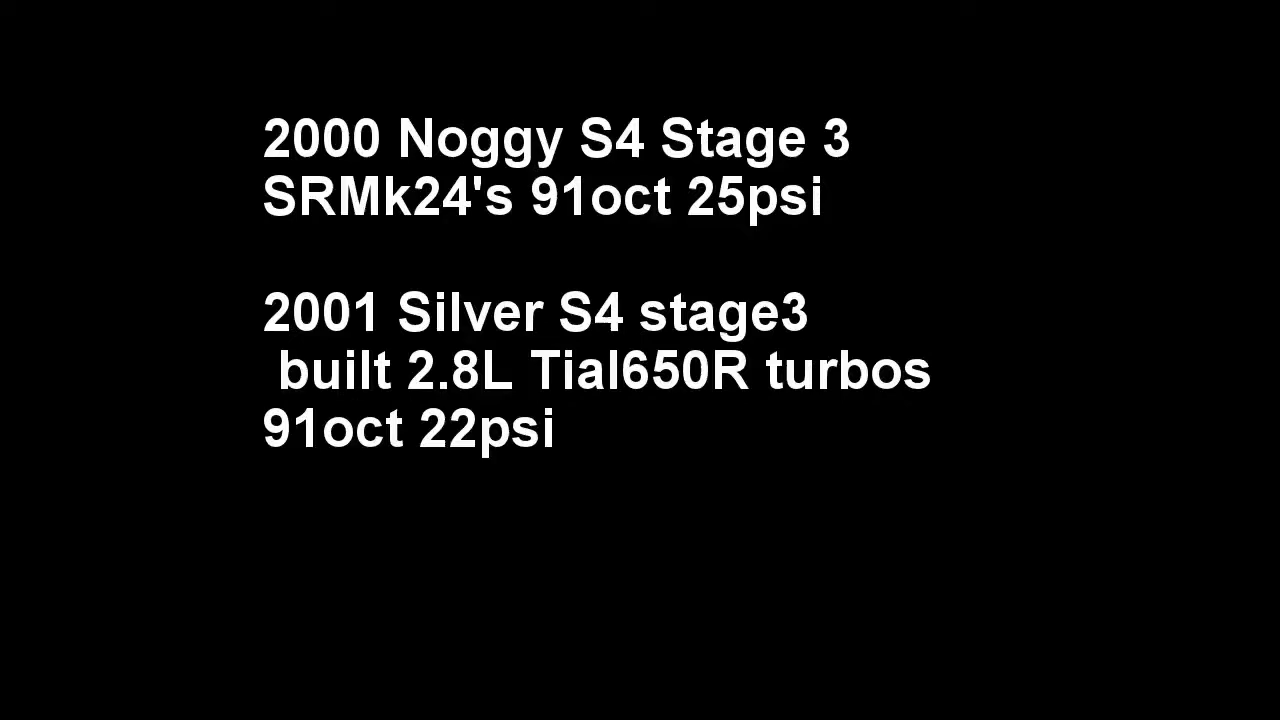 2000 Noggy S4 Stage 3
SRMk24's 91oct 25psi
2001 Silver S4 stage3
built 2.8L Tial650R turbos
91oct 22psi